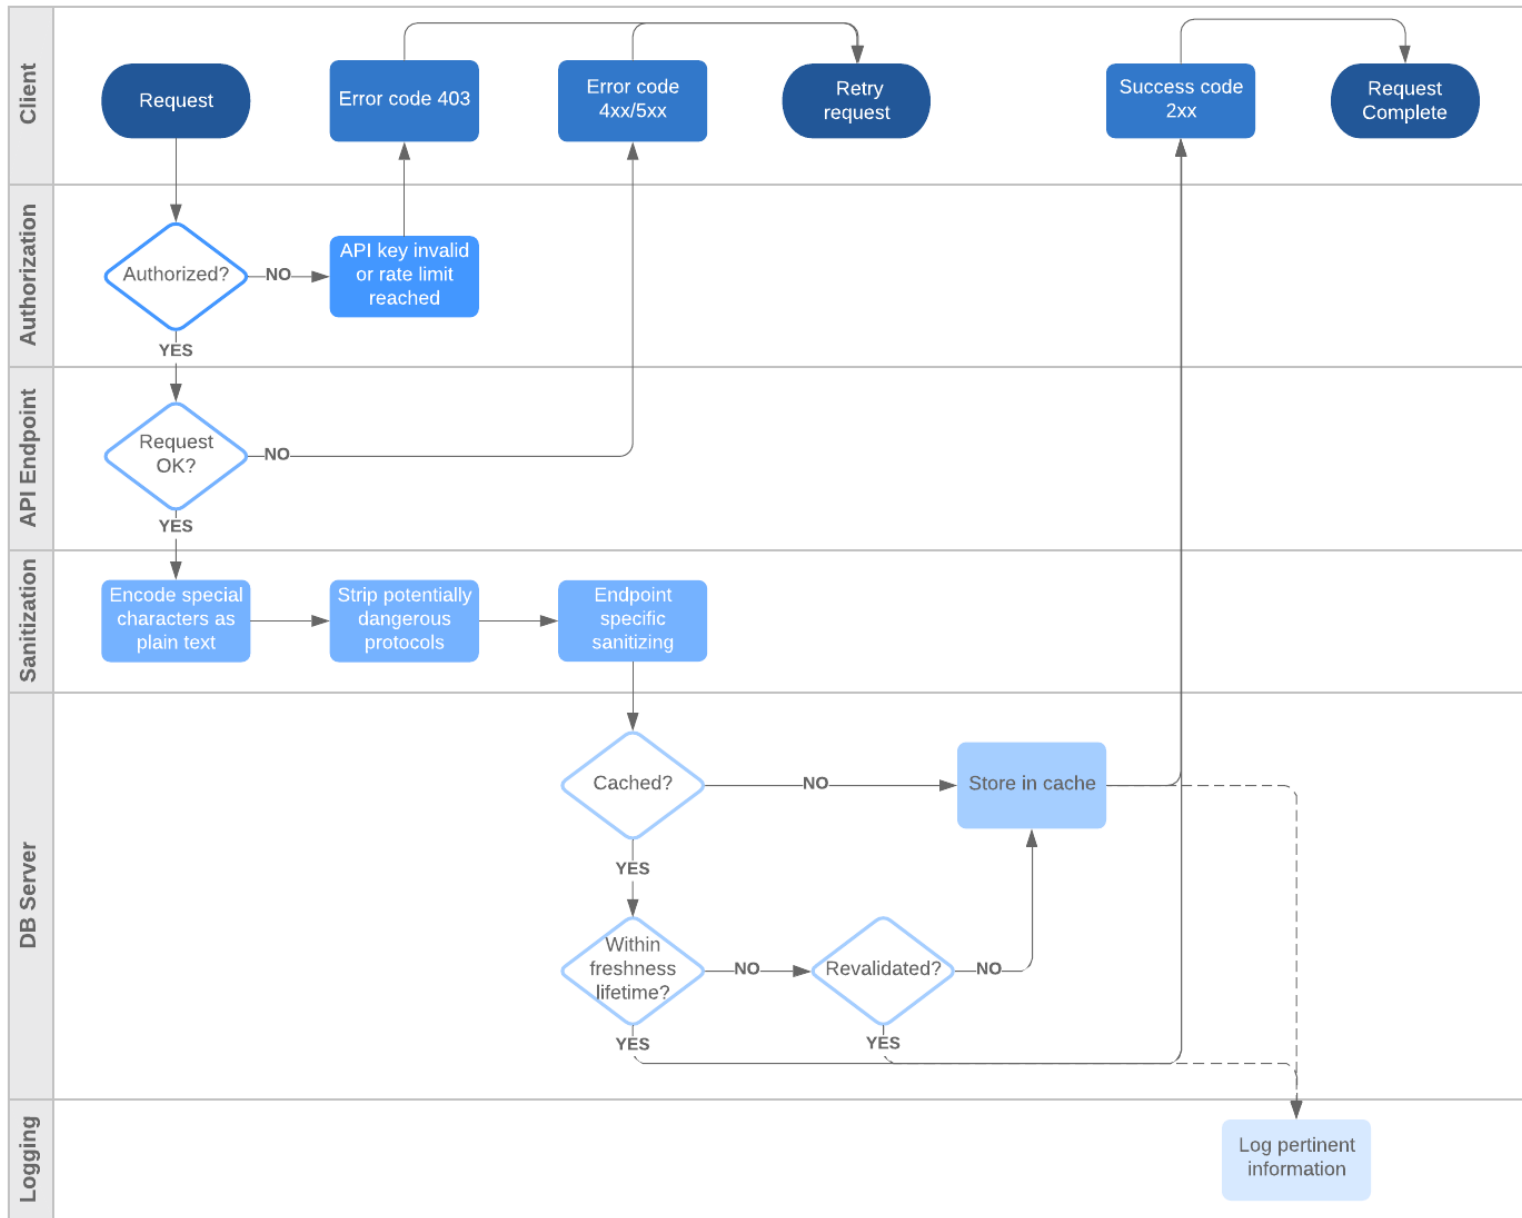 Client
Request
Error code 403
Error code
4xx/5xx
Retry
request
Success code
2xx
Request
Complete
Authorization
Authorized?
NO
API key invalid
or rate limit
reached
YES
API Endpoint
Request
OK?
NO
YES
Sanitization
Encode special
characters as
plain text
Strip potentially
dangerous
protocols
Endpoint
specific
sanitizing
DB Server
Cached?
NO
Store in cache
YES
Within
freshness
lifetime?
NO
Revalidated?
NO
YES
YES
Logging
Log pertinent
information